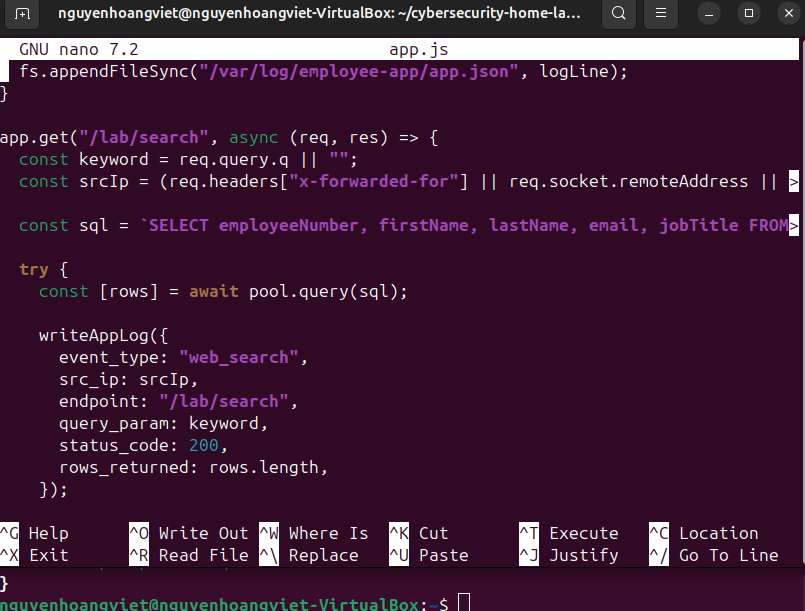 nguyenhoangviet@nguyenhoangviet-VirtualBox: ~/cybersecurity-home-la...
GNU nano 7.2 app.js
fs.appendFileSync("/var/log/employee-app/app.json", logLine);
}
app.get("/lab/search", async (req, res) => {
const keyword = req.query.q || "";
const srcIp = (req.headers["x-forwarded-for"] || req.socket.remoteAddress || >
const sql = `SELECT employeeNumber, firstName, lastName, email, jobTitle FROM>
try {
const [rows] = await pool.query(sql);
writeAppLog({
event_type: "web_search",
src_ip: srcIp,
endpoint: "/lab/search",
query_param: keyword,
status_code: 200,
rows_returned: rows.length,
});
^G Help ^O Write Out ^W Where Is ^K Cut ^T Execute ^C Location
^X Exit ^R Read File ^\ Replace ^U Paste ^J Justify ^/ Go To Line
}
nguyenhoangviet@nguyenhoangviet-VirtualBox:~$